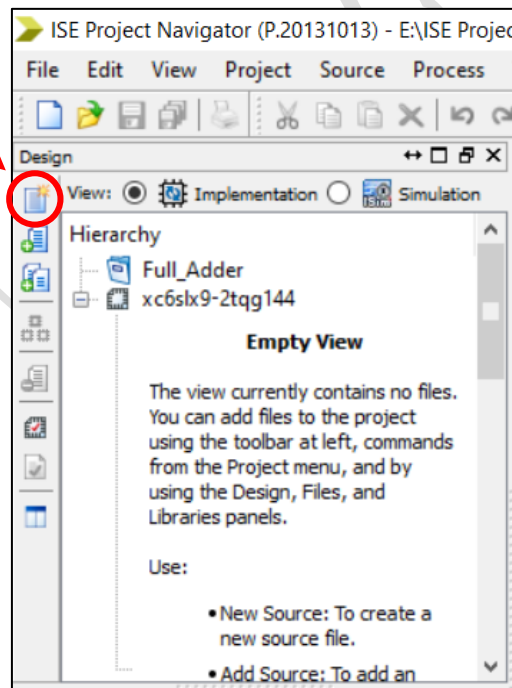 ISE Project Navigator (P.20131013) - E:\ISE Projec
File Edit View Project Source Process
Design
View: Implementation Simulation
Hierarchy
Full_Adder
xc6slx9-2tqg144
Empty View
The view currently contains no files.
You can add files to the project
using the toolbar at left, commands
from the Project menu, and by
using the Design, Files, and
Libraries panels.
Use:
•New Source: To create a
new source file.
•Add Source: To add an